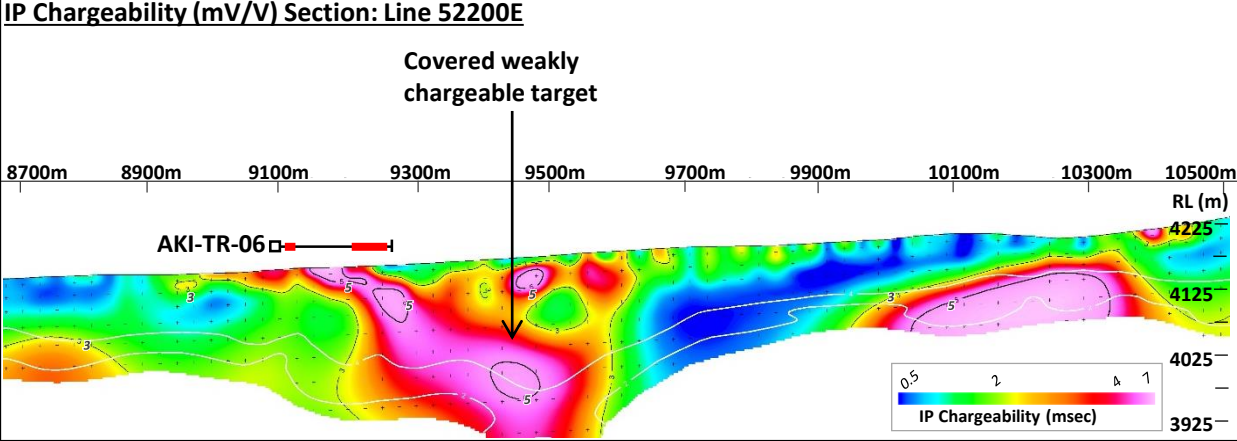 IP Chargeability (mV/V) Section: Line 52200E
Covered weakly
chargeable target
8700m 8900m 9100m 9300m 9500m 9700m 9900m 10100m 10300m 10500m
RL (m)
4225
AKI-TR-06
3
5
5
5
4125
3
5
3
4025
5
3925
0.5 2 4 7
IP Chargeability (msec)